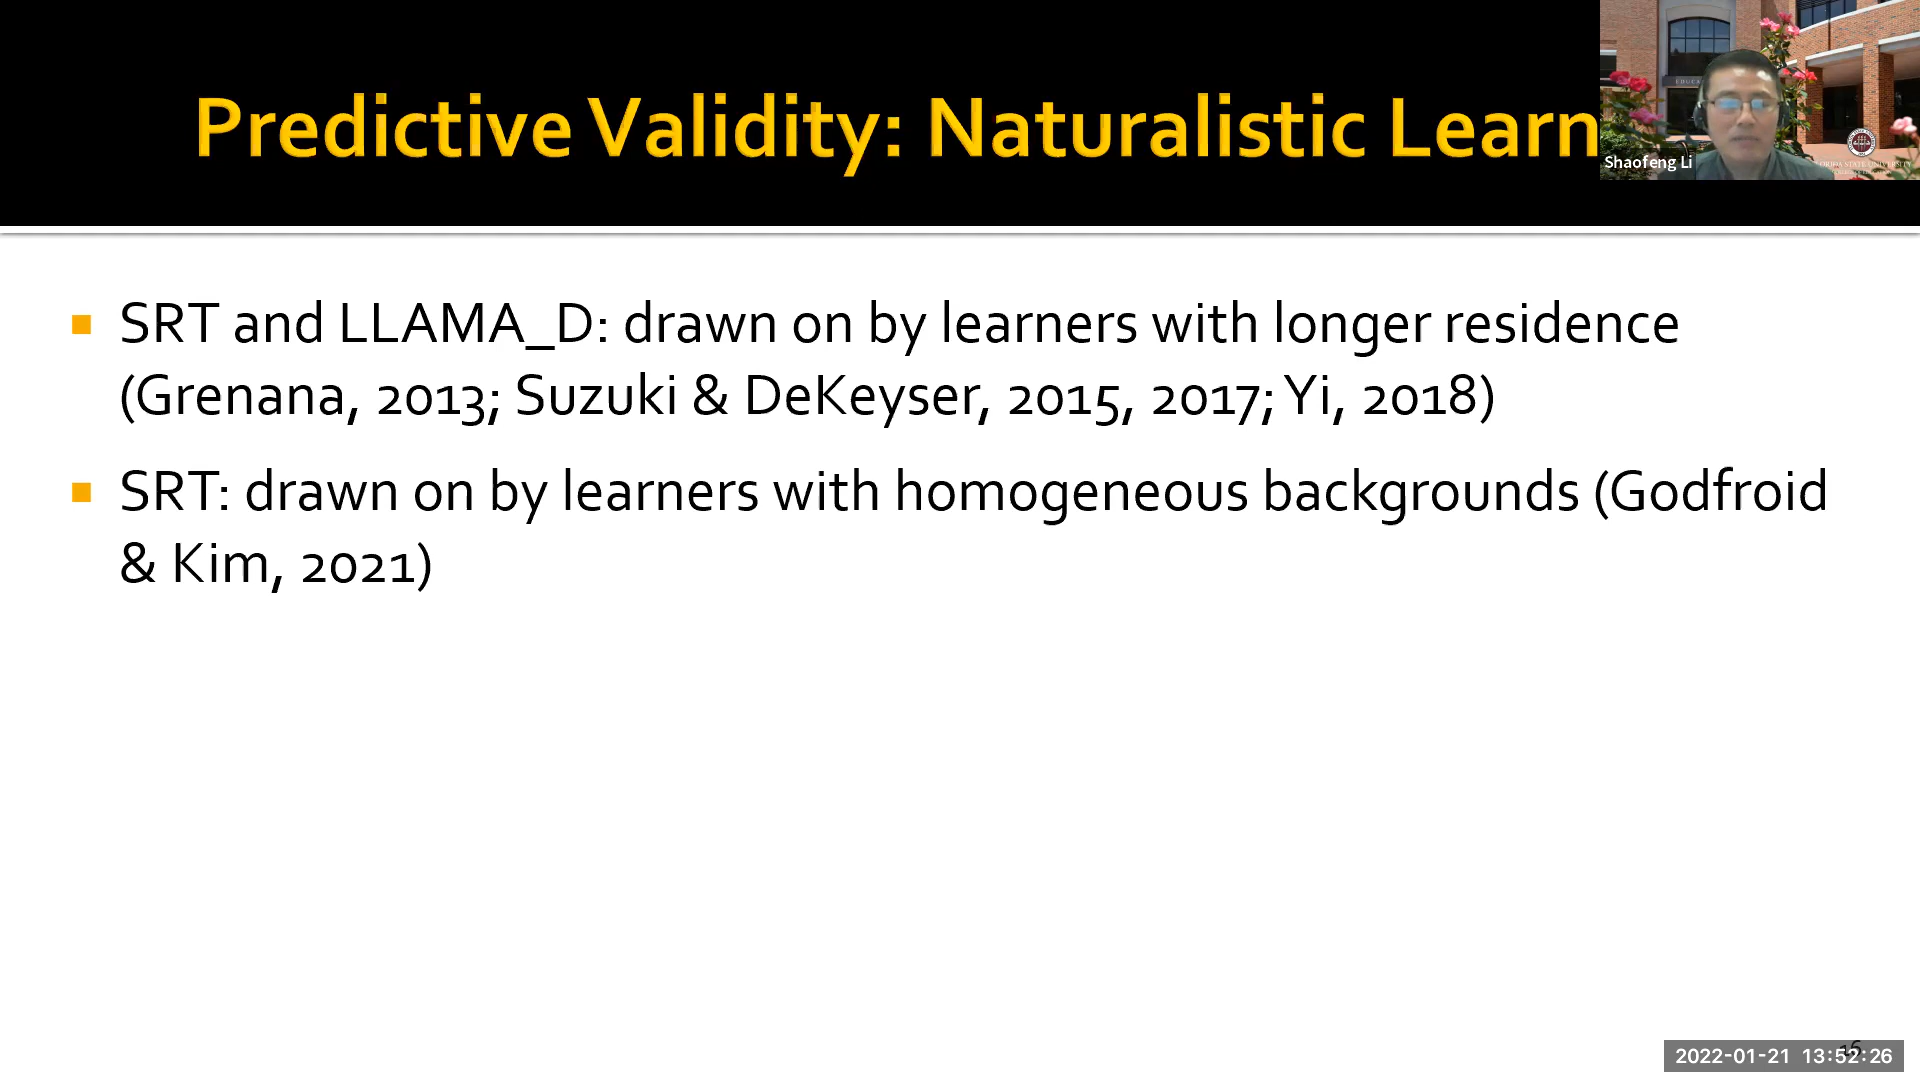 Predictive Validity: Naturalistic Learn
Shaofeng Li
SRT and LLAMA_D: drawn on by learners with longer residence
(Grenana, 2013; Suzuki & DeKeyser, 2015, 2017; Yi, 2018)
SRT: drawn on by learners with homogeneous backgrounds (Godfroid
& Kim, 2021)
16
2022-01-21 13:52:26